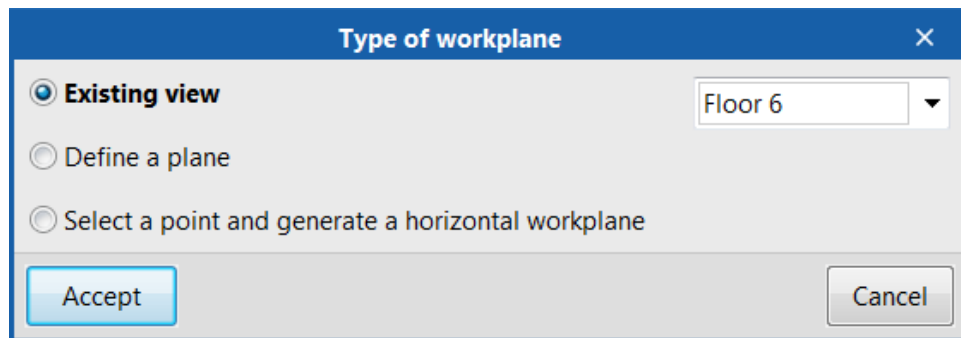 Type of workplane
Existing view
Floor 6
Define a plane
Select a point and generate a horizontal workplane
Accept
Cancel